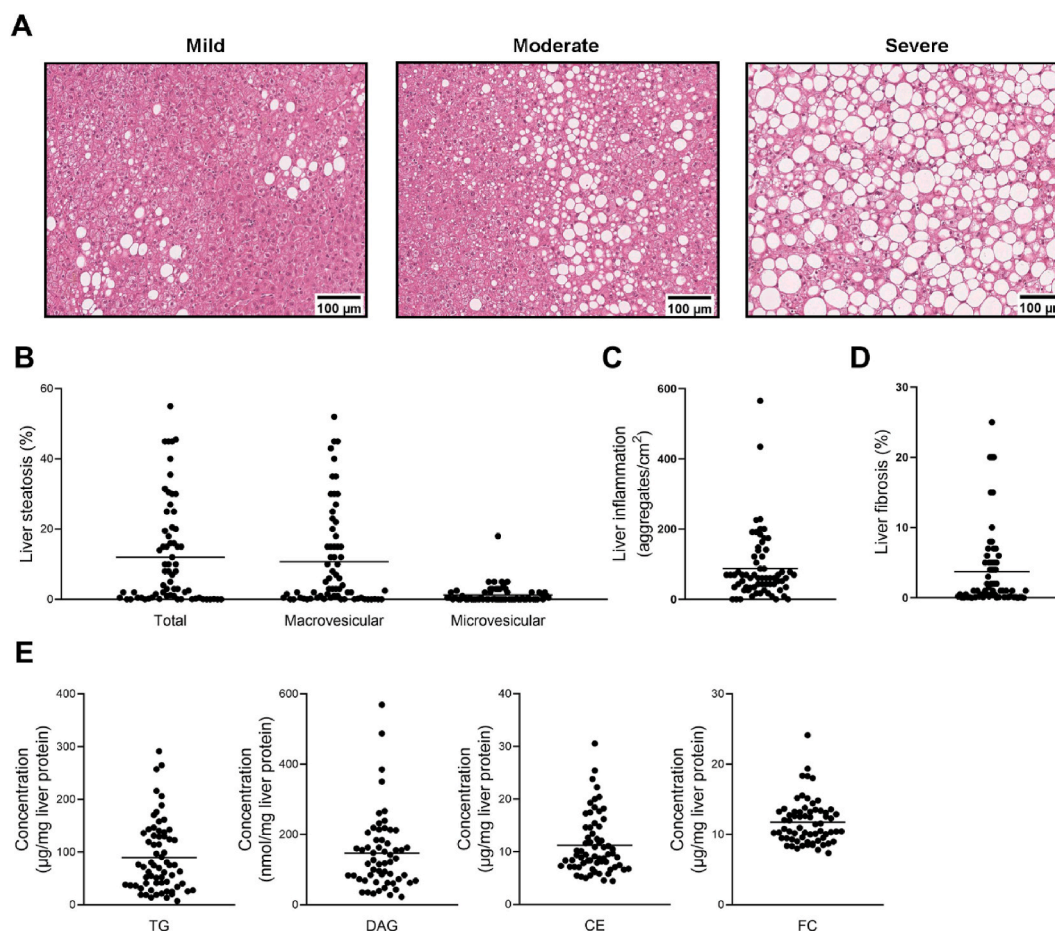 A
Mild
Moderate
Severe
100 µm
100 µm
100 µm
B
Liver steatosis (%)
60
40
20
0
Total
Macrovesicular
Microvesicular
C
Liver inflammation
(aggregates/cm²)
600
400
200
0
D
Liver fibrosis (%)
30
20
10
0
E
Concentration
(µg/mg liver protein)
400
300
200
100
0
TG
Concentration
(nmol/mg liver protein)
600
400
200
0
DAG
Concentration
(µg/mg liver protein)
40
30
20
10
0
CE
Concentration
(µg/mg liver protein)
30
20
10
0
FC